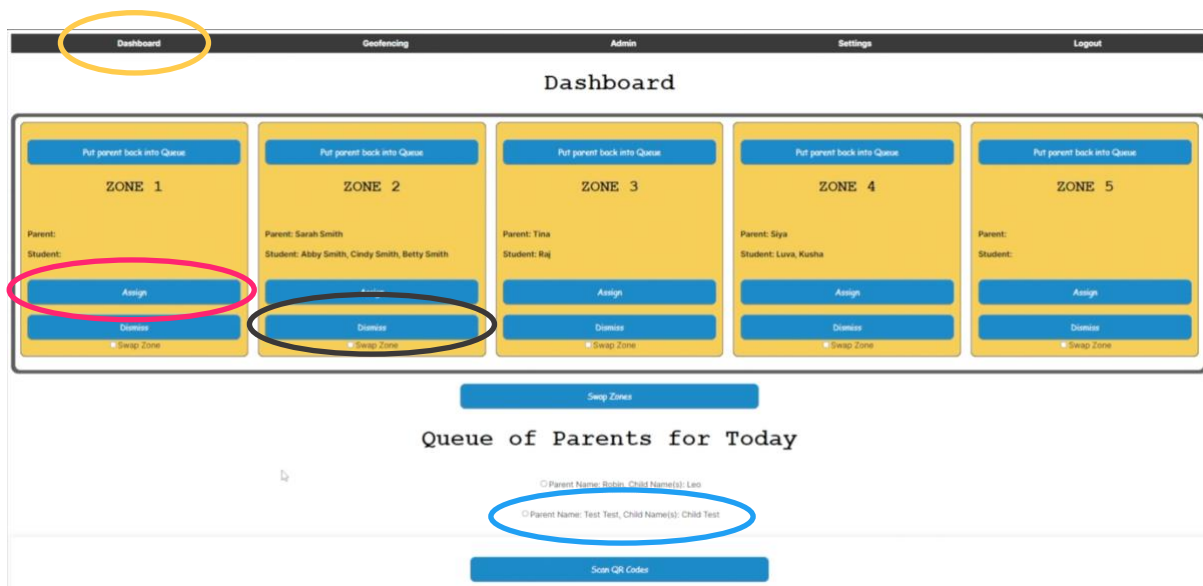 Dashboard Geofencing Admin Settings Logout
Dashboard
Put parent back into Queue Put parent back into Queue Put parent back into Queue Put parent back into Queue Put parent back into Queue
ZONE 1 ZONE 2 ZONE 3 ZONE 4 ZONE 5
Parent: Parent: Sarah Smith Parent: Tina Parent: Siya Parent:
Student: Student: Abby Smith, Cindy Smith, Betty Smith Student: Raj Student: Luva, Kusha Student:
Assign Assign Assign Assign Assign
Dismiss Dismiss Dismiss Dismiss Dismiss
Swap Zone Swap Zone Swap Zone Swap Zone Swap Zone
Swap Zones
Queue of Parents for Today
Parent Name: Robin, Child Name(s): Leo
Parent Name: Test Test, Child Name(s): Child Test
Scan QR Codes